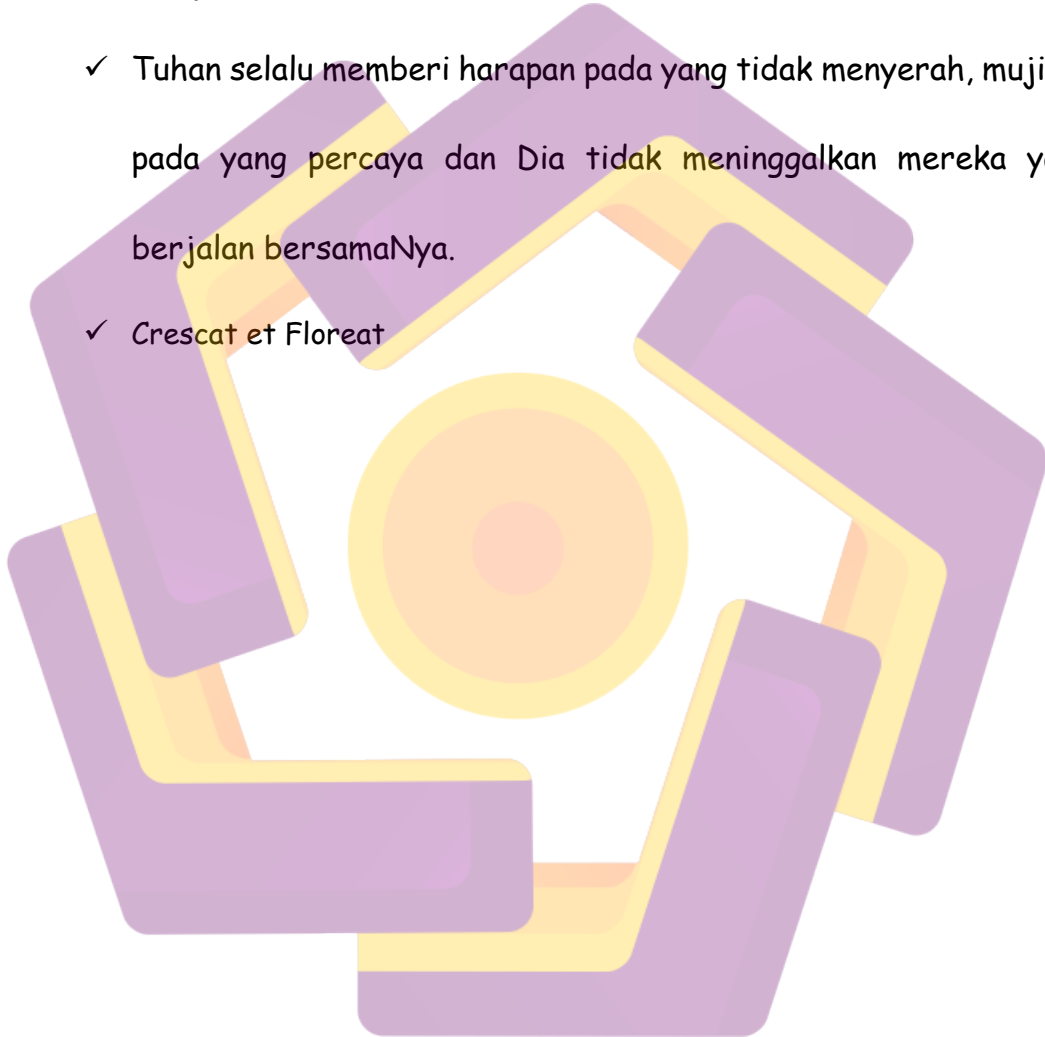 ✓ Tuhan selalu memberi harapan pada yang tidak menyerah,
pada yang percaya dan Dia tidak meninggalkan mereka
berjalan bersamaNya.
✓ Crescat et Floreat